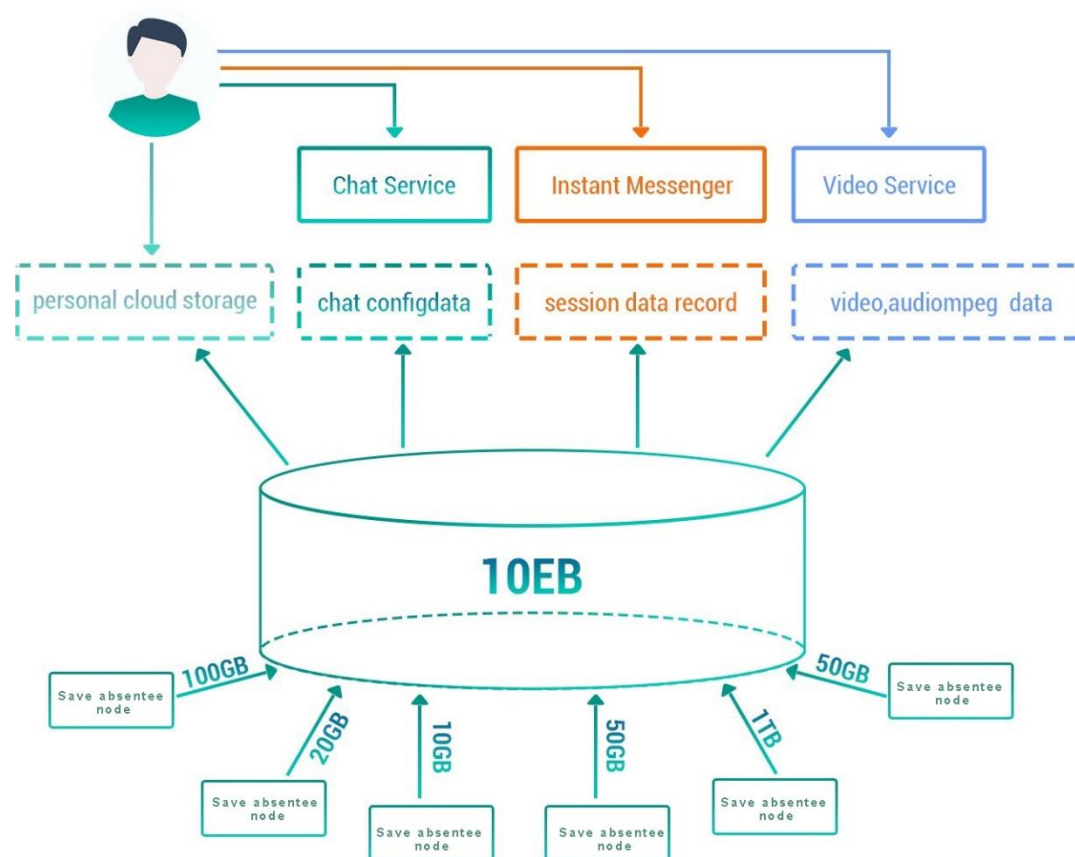 Chat Service
Instant Messenger
Video Service
personal cloud storage
chat configdata
session data record
video,audiompeg data
10EB
100GB
20GB
10GB
50GB
1TB
50GB
Save absentee
node
Save absentee
node
Save absentee
node
Save absentee
node
Save absentee
node
Save absentee
node